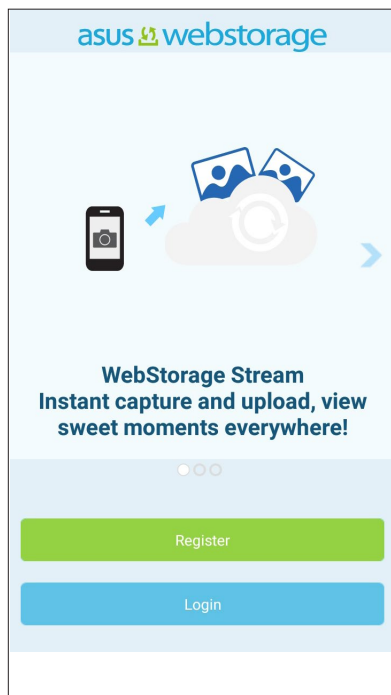 asus webstorage
WebStorage Stream
Instant capture and upload, view
sweet moments everywhere!
Register
Login